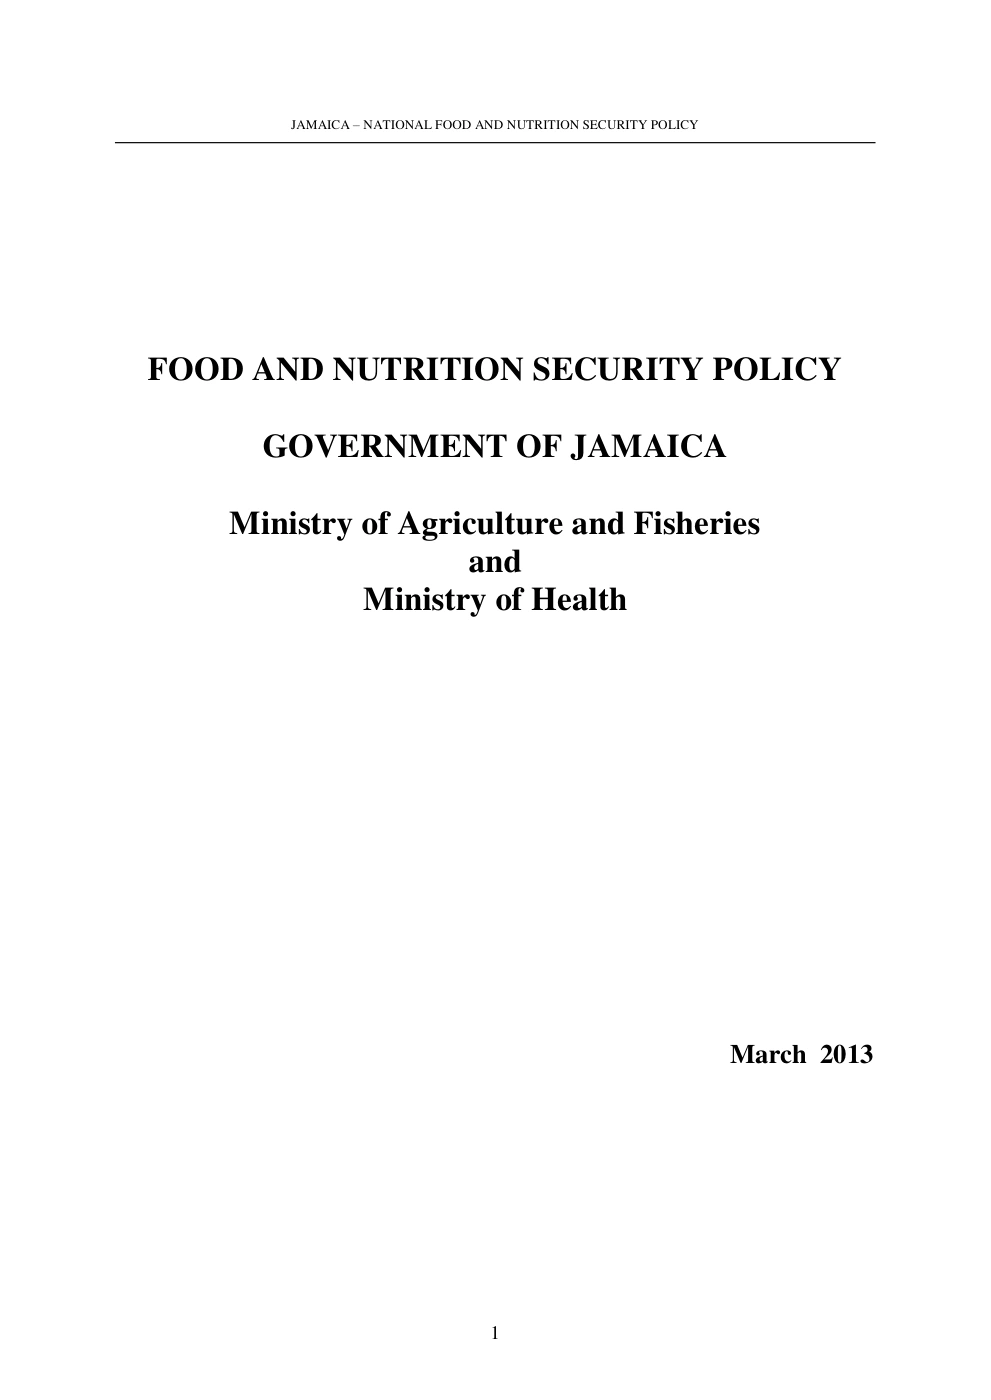 JAMAICA – NATIONAL FOOD AND NUTRITION SECURITY POLICY
FOOD AND NUTRITION SECURITY POLICY
GOVERNMENT OF JAMAICA
Ministry of Agriculture and Fisheries
and
Ministry of Health
March 2013
1